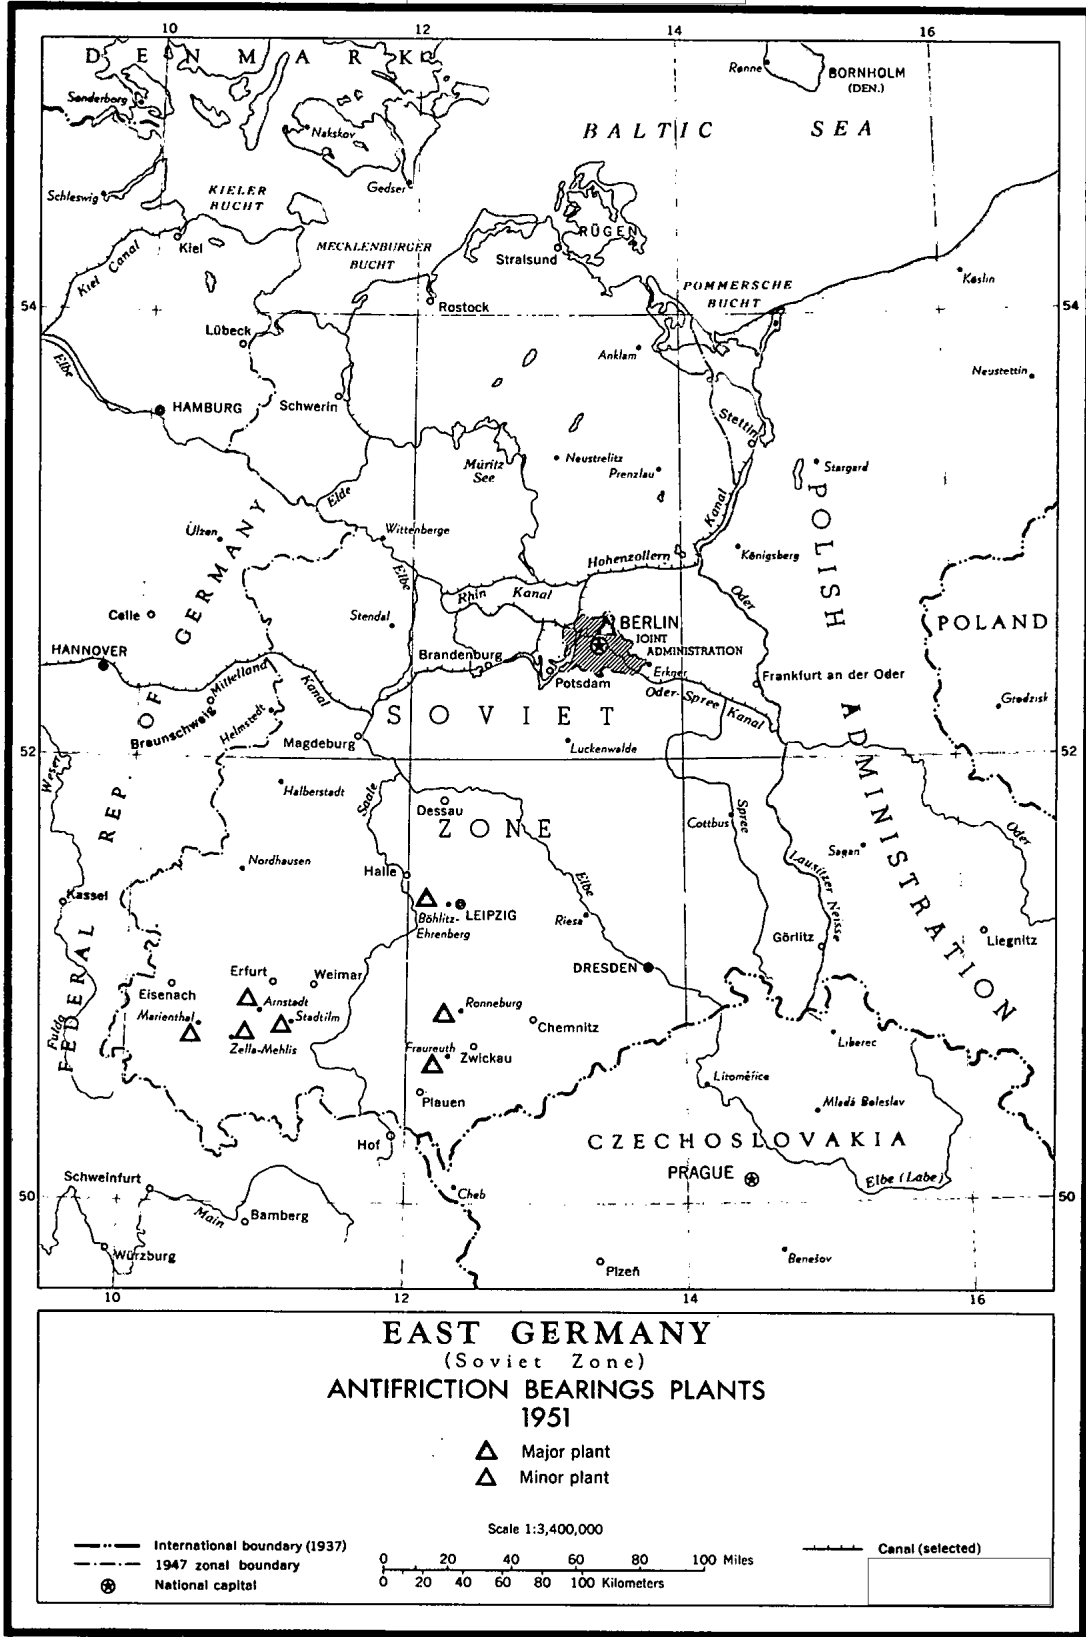 10
12
14
16
DENMARK
Rønne
BORNHOLM
(DEN.)
Sønderborg
Nakskov
BALTIC SEA
Schleswig
KIELER
BUCHT
Gedser
Kiel Canal
Kiel
MECKLENBURGER
BUCHT
Stralsund
RÜGEN
POMMERSCHE
BUCHT
Köslin
54
54
Rostock
Lübeck
Elbe
Anklam
Neustettin
HAMBURG
Schwerin
Stettin
Müritz
See
Neustrelitz
Prenzlau
Stargard
Elde
Kanal
Ülzen
Wittenberge
Hohenzollern
Königsberg
Elbe
Rhin Kanal
Oder
Celle
Stendal
BERLIN
JOINT
ADMINISTRATION
POLAND
HANNOVER
Brandenburg
Potsdam
Erkner
Frankfurt an der Oder
Mittelland Kanal
Oder-Spree Kanal
Grodzisk
Braunschweig
Helmstedt
SOVIET
Magdeburg
Luckenwalde
52
52
Weser
Halberstadt
Saale
Dessau
ZONE
Cottbus
Spree
Oder
Sagan
Nordhausen
Lausitzer Neisse
Halle
Elbe
Kassel
Böhlitz-
Ehrenberg
LEIPZIG
Riesa
Görlitz
Liegnitz
POLISH ADMINISTRATION
FEDERAL REP OF GERMANY
DRESDEN
Erfurt
Weimar
Eisenach
Arnstadt
Ronneburg
Marienthal
Stadtilm
Chemnitz
Fulda
Zella-Mehlis
Fraureuth
Zwickau
Liberec
Litoměřice
Plauen
Mladá Boleslav
Hof
CZECHOSLOVAKIA
Schweinfurt
PRAGUE
Elbe (Labe)
50
50
Cheb
Main
Bamberg
Würzburg
Benešov
Plzeň
10
12
14
16
EAST GERMANY
(Soviet Zone)
ANTIFRICTION BEARINGS PLANTS
1951
Major plant
Minor plant
Scale 1:3,400,000
International boundary (1937)
1947 zonal boundary
National capital
0 20 40 60 80 100 Miles
0 20 40 60 80 100 Kilometers
Canal (selected)